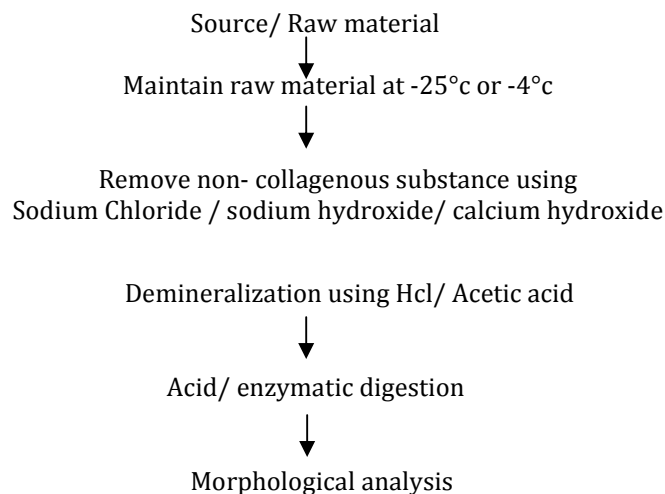 Source/ Raw material
Maintain raw material at -25°c or -4°c
Remove non- collagenous substance using
Sodium Chloride / sodium hydroxide/ calcium hydroxide
Demineralization using Hcl/ Acetic acid
Acid/ enzymatic digestion
Morphological analysis